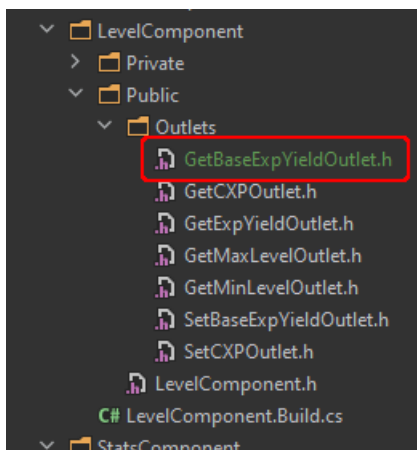 LevelComponent
Private
Public
Outlets
GetBaseExpYieldOutlet.h
GetCXPOutlet.h
GetExpYieldOutlet.h
GetMaxLevelOutlet.h
GetMinLevelOutlet.h
SetBaseExpYieldOutlet.h
SetCXPOutlet.h
LevelComponent.h
C# LevelComponent.Build.cs
StatsComponent